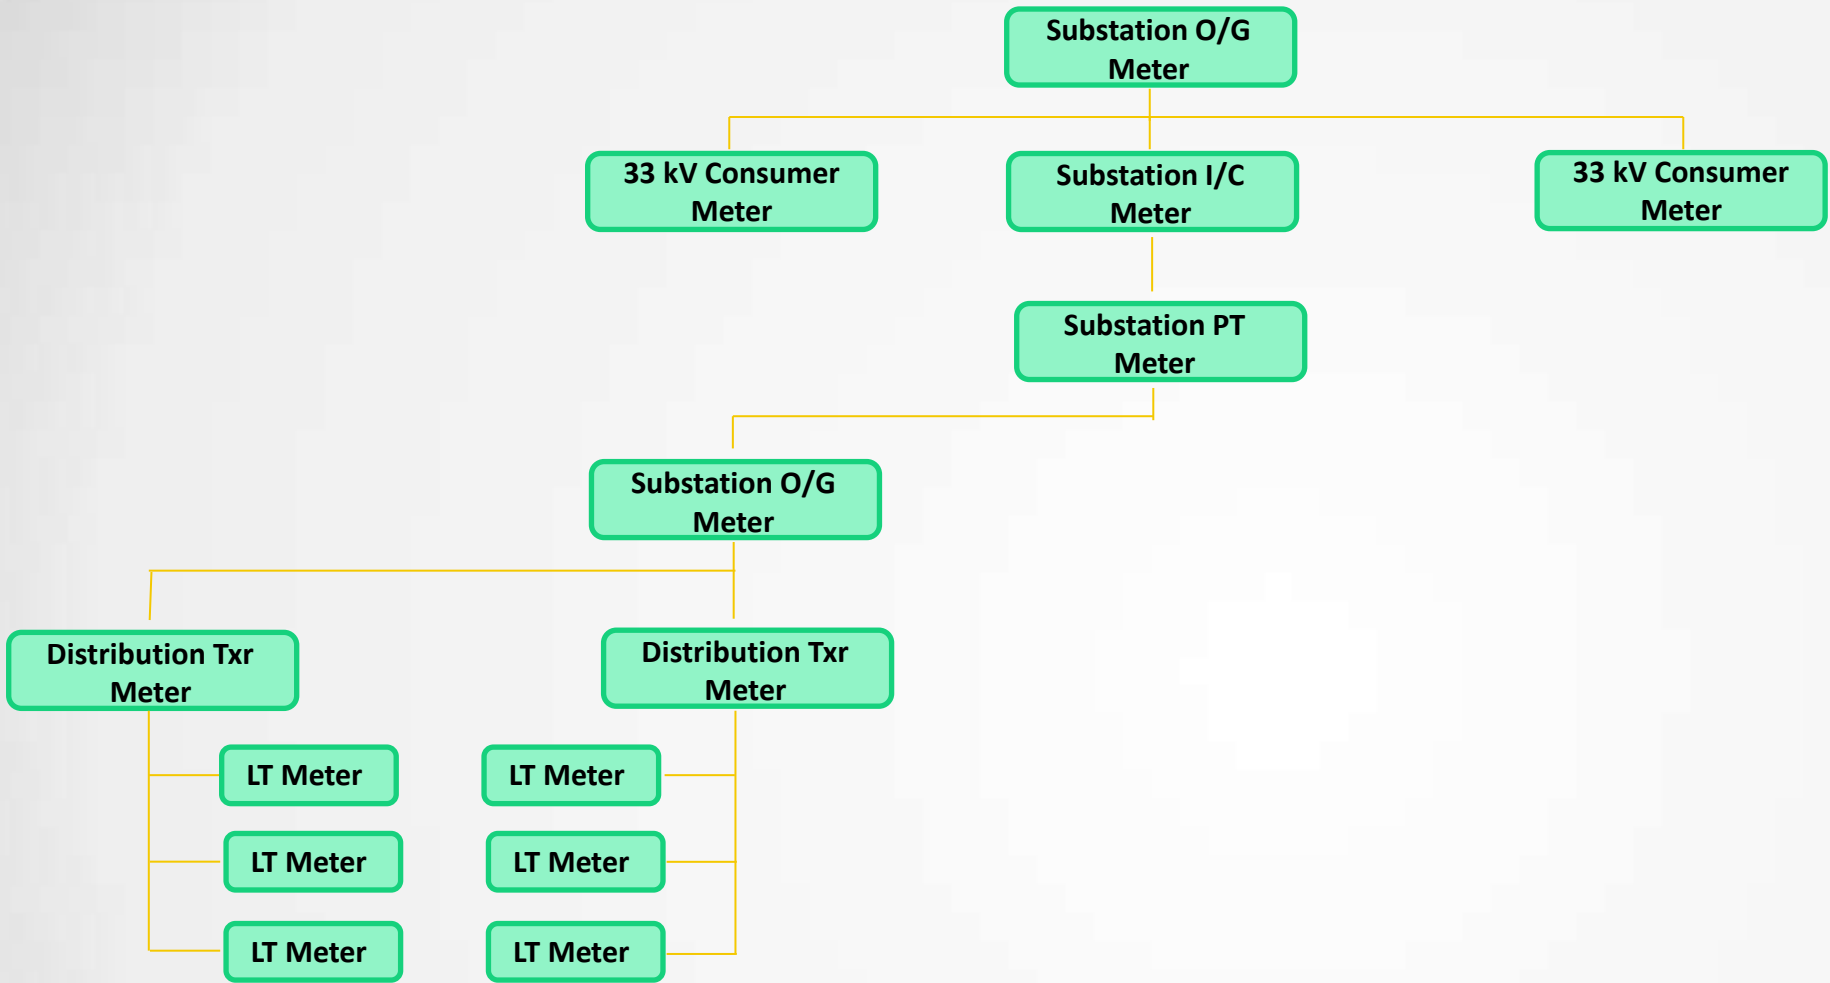 Substation O/G
Meter
33 kV Consumer
Meter
Substation I/C
Meter
33 kV Consumer
Meter
Substation PT
Meter
Substation O/G
Meter
Distribution Txr
Meter
Distribution Txr
Meter
LT Meter
LT Meter
LT Meter
LT Meter
LT Meter
LT Meter